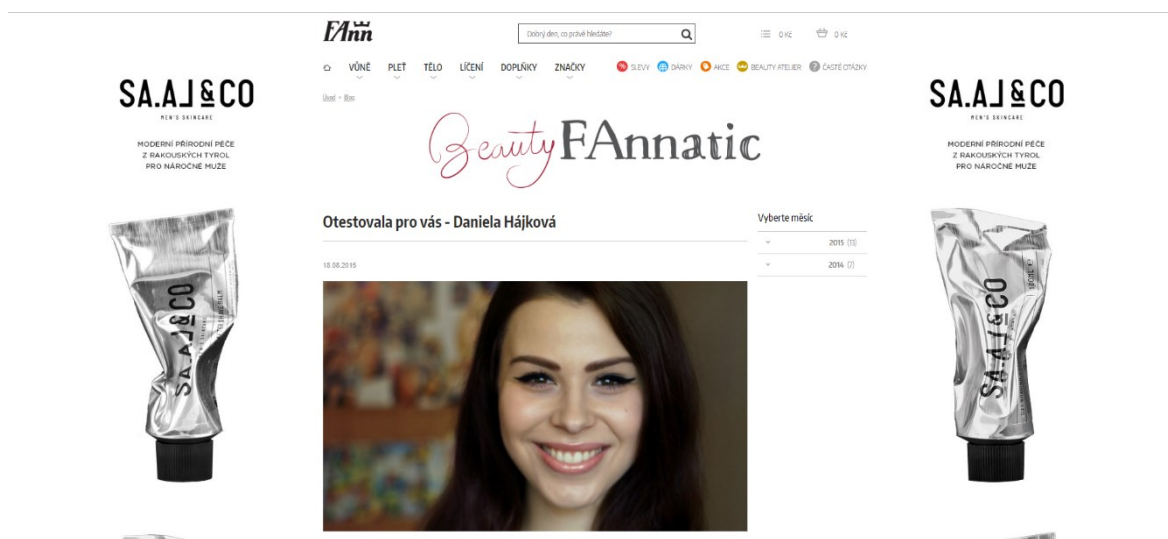 FAnn
Dobrý den, co právě hledáte?
0 Kč
0 Kč
VŮNĚ PLEŤ TĚLO LÍČENÍ DOPLŇKY ZNAČKY
% SLEVY DÁRKY AKCE BEAUTY ATELIER ? ČASTÉ OTÁZKY
Úvod » Blog
Beauty FAnnatic
SA.AL&CO
MEN'S SKINCARE
MODERNÍ PŘÍRODNÍ PÉČE
Z RAKOUSKÝCH TYROL
PRO NÁROČNÉ MUŽE
SA.AL&CO
Otestovala pro vás - Daniela Hájková
18.08.2015
Vyberte měsíc
2015 (13)
2014 (7)
SA.AL&CO
MEN'S SKINCARE
MODERNÍ PŘÍRODNÍ PÉČE
Z RAKOUSKÝCH TYROL
PRO NÁROČNÉ MUŽE
SA.AL&CO